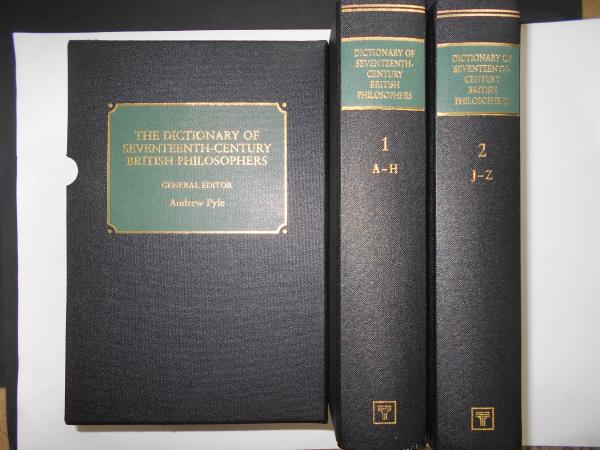 THE DICTIONARY OF
SEVENTEENTH-CENTURY
BRITISH PHILOSOPHERS
GENERAL EDITOR
Andrew Pyle
DICTIONARY OF
SEVENTEENTH-
CENTURY
BRITISH
PHILOSOPHERS
1
A-H
DICTIONARY OF
SEVENTEENTH-
CENTURY
BRITISH
PHILOSOPHERS
2
J-Z
T
T